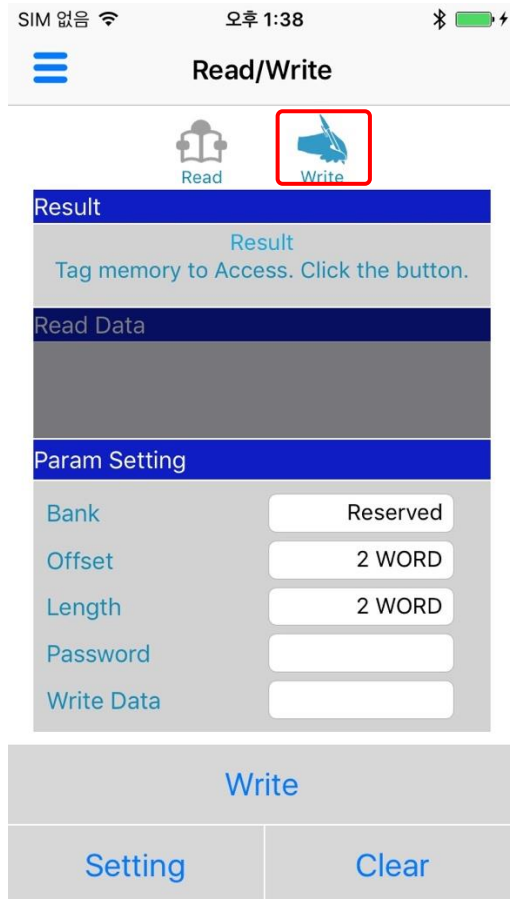 SIM 없음 오후 1:38
Read/Write
Read Write
Result
Result
Tag memory to Access. Click the button.
Read Data
Param Setting
Bank Reserved
Offset 2 WORD
Length 2 WORD
Password
Write Data
Write
Setting Clear